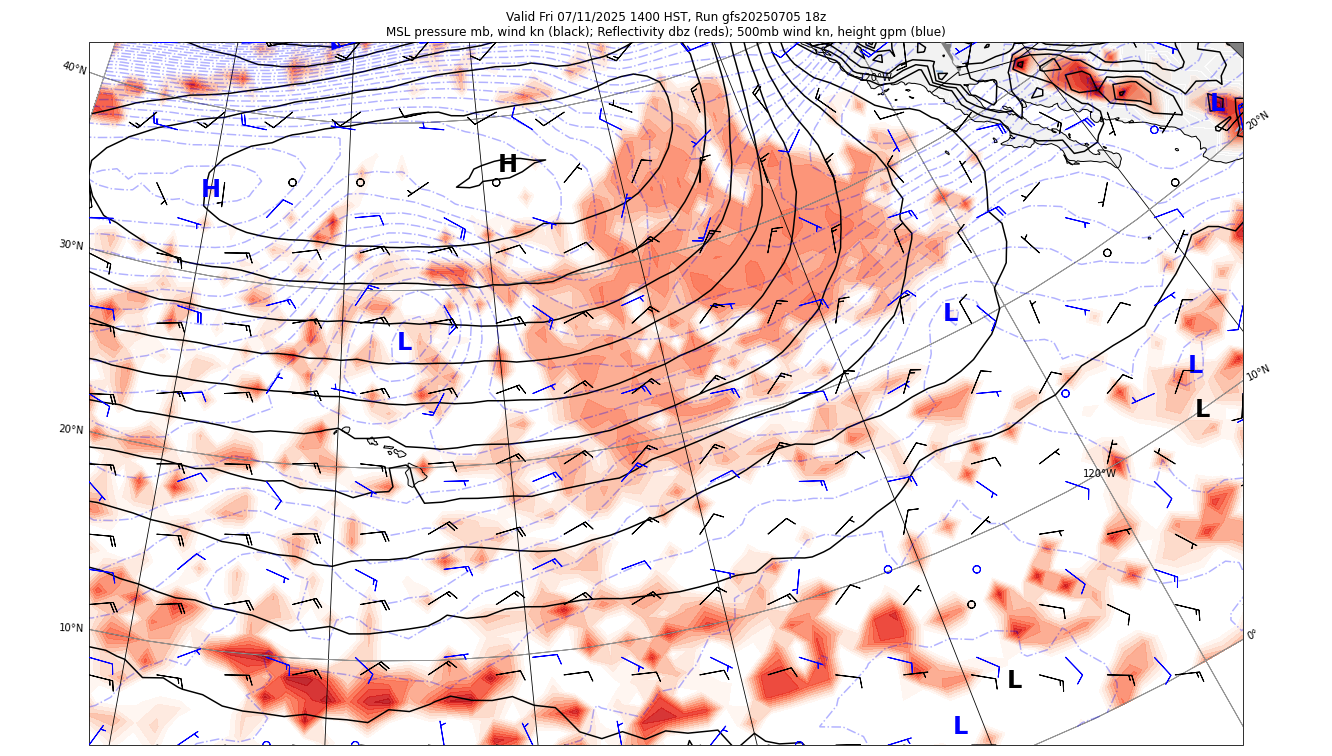 Valid Fri 07/11/2025 1400 HST, Run gfs20250705 18z
MSL pressure mb, wind kn (black); Reflectivity dbz (reds); 500mb wind kn, height gpm (blue)
40°N
120°W
L
20°N
H
H
30°N
L
L
L
10°N
L
20°N
120°W
10°N
0°
L
L